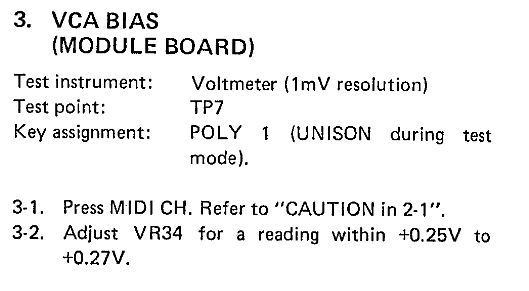 3. VCA BIAS
(MODULE BOARD)
Test instrument: Voltmeter (1mV resolution)
Test point: TP7
Key assignment: POLY 1 (UNISON during test
mode).
3-1. Press MIDI CH. Refer to "CAUTION in 2-1".
3-2. Adjust VR34 for a reading within +0.25V to
+0.27V.